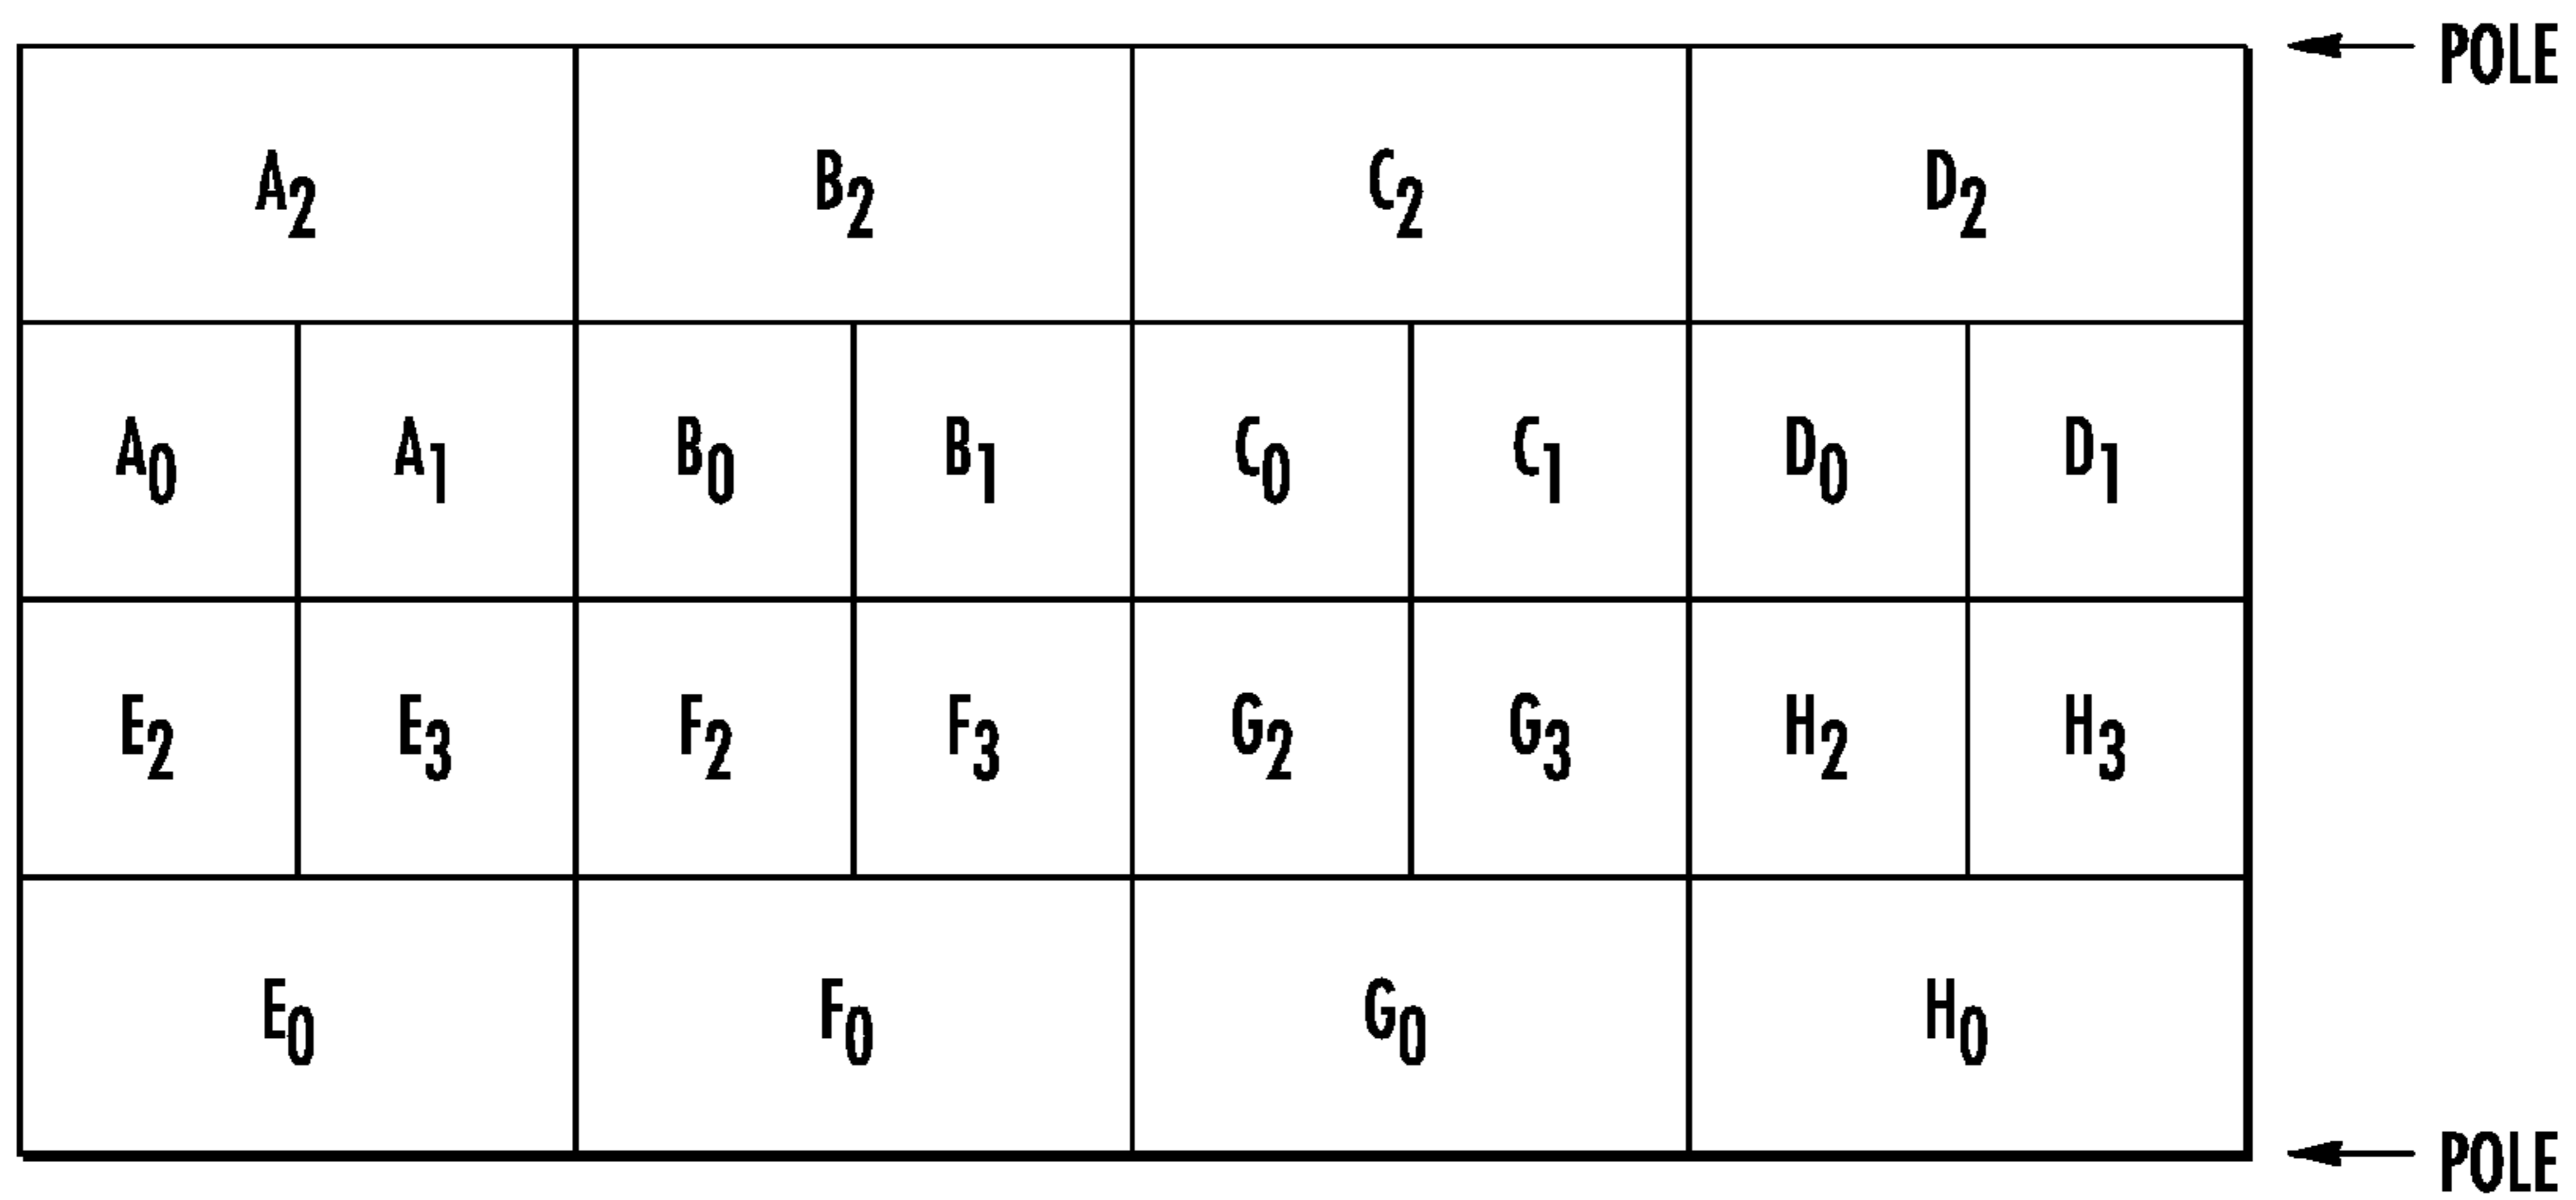 POLE
A2 B2 C2 D2
A0 A1 B0 B1 C0 C1 D0 D1
E2 E3 F2 F3 G2 G3 H2 H3
E0 F0 G0 H0
POLE